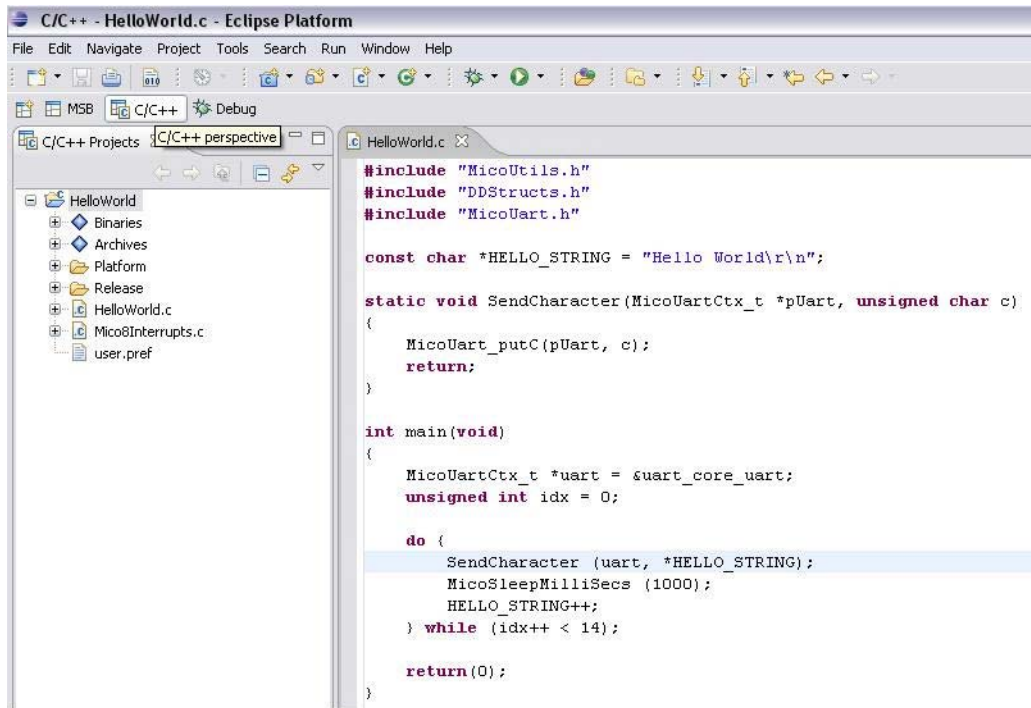 C/C++ - HelloWorld.c - Eclipse Platform
File Edit Navigate Project Tools Search Run Window Help
010
MSB C/C++ Debug
C/C++ Projects C/C++ perspective
HelloWorld
Binaries
Archives
Platform
Release
HelloWorld.c
Mico8Interrupts.c
user.pref
HelloWorld.c
#include "MicoUtils.h"
#include "DDStructs.h"
#include "MicoUart.h"
const char *HELLO_STRING = "Hello World\r\n";
static void SendCharacter(MicoUartCtx_t *pUart, unsigned char c)
{
MicoUart_putC(pUart, c);
return;
}
int main(void)
{
MicoUartCtx_t *uart = &uart_core_uart;
unsigned int idx = 0;
do {
SendCharacter (uart, *HELLO_STRING);
MicoSleepMilliSecs (1000);
HELLO_STRING++;
} while (idx++ < 14);
return(0);
}